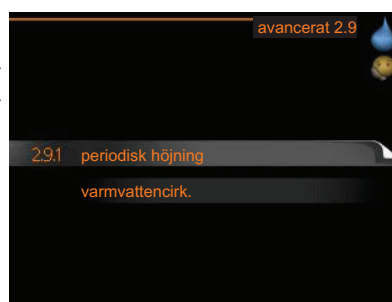 avancerat 2.9
2.9.1 periodisk höjning
varmvattencirk.